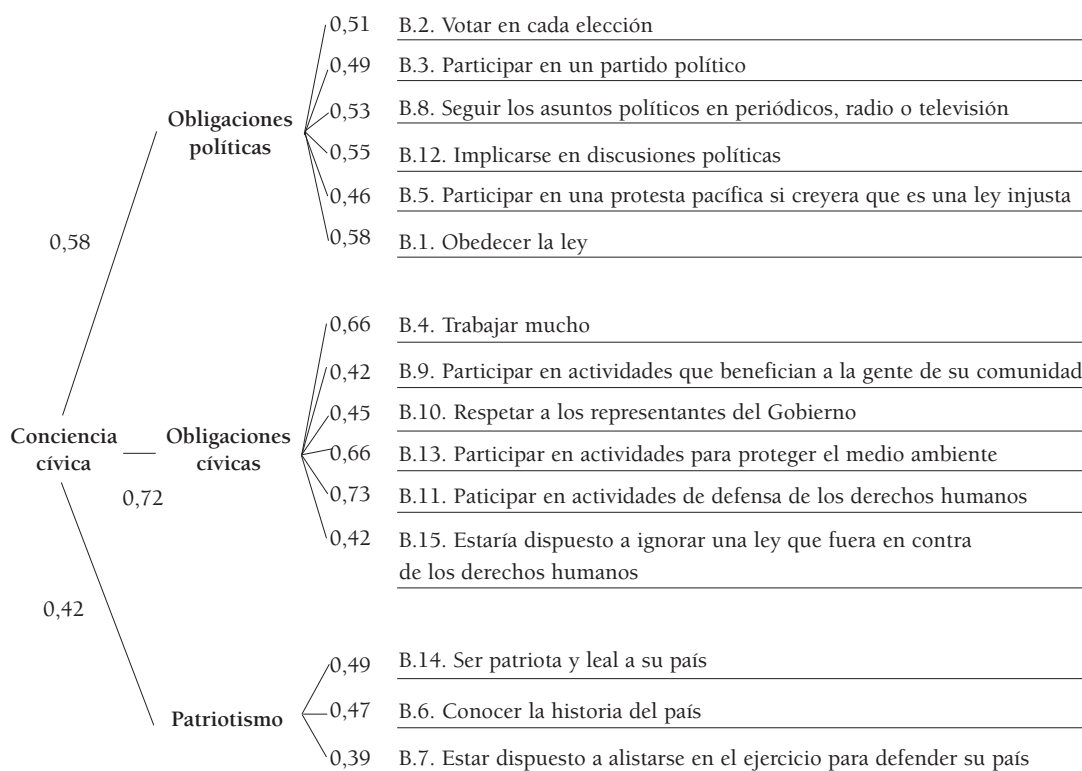 0,51 B.2. Votar en cada elección
0,49 B.3. Participar en un partido político
0,53 B.8. Seguir los asuntos políticos en periódicos, radio o televisión
Obligaciones
políticas
0,55 B.12. Implicarse en discusiones políticas
0,46 B.5. Participar en una protesta pacífica si creyera que es una ley injusta
0,58 B.1. Obedecer la ley
0,58
0,66 B.4. Trabajar mucho
0,42 B.9. Participar en actividades que benefician a la gente de su comunidad
0,45 B.10. Respetar a los representantes del Gobierno
Conciencia
cívica
Obligaciones
cívicas
0,72
0,66 B.13. Participar en actividades para proteger el medio ambiente
0,73 B.11. Paticipar en actividades de defensa de los derechos humanos
0,42 B.15. Estaría dispuesto a ignorar una ley que fuera en contra
de los derechos humanos
0,42
0,49 B.14. Ser patriota y leal a su país
Patriotismo
0,47 B.6. Conocer la historia del país
0,39 B.7. Estar dispuesto a alistarse en el ejercicio para defender su país